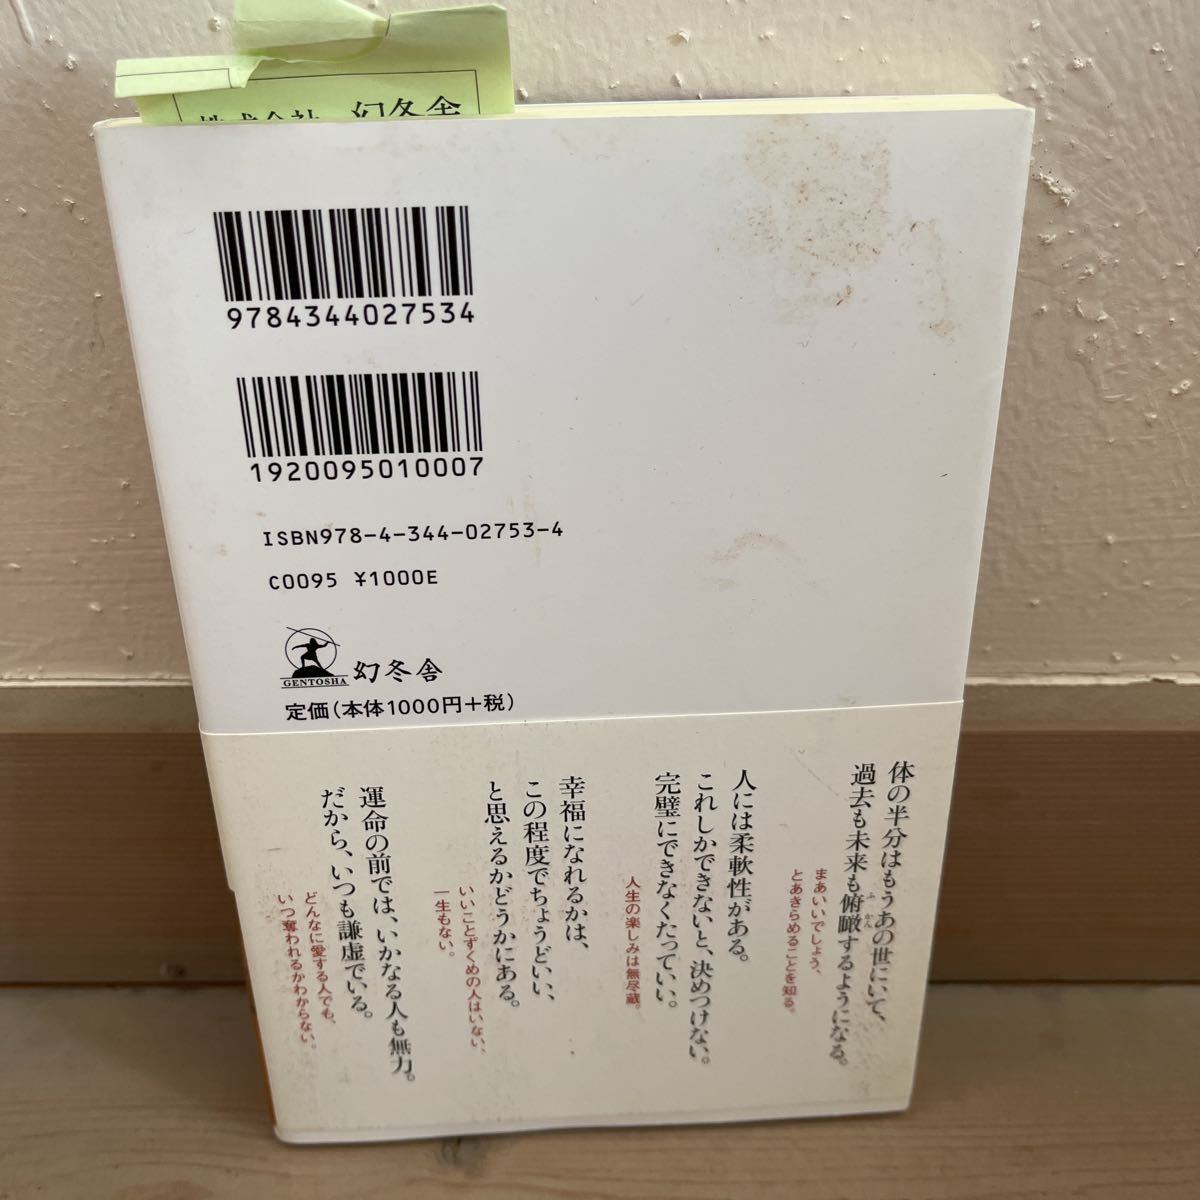 株式会社 幻冬舎
9784344027534
1920095010007
ISBN978-4-344-02753-4
C0095 ¥1000E
GENTOSHA
幻冬舎
定価(本体1000円+税)
体の半分はもうあの世にいて、
過去も未来も俯瞰するようになる。
ふ かん
まあいいでしょう、
とあきらめることを知る。
人には柔軟性がある。
これしかできないと、決めつけない。
完璧にできなくたっていい。
人生の楽しみは無尽蔵。
幸福になれるかは、
この程度でちょうどいい、
と思えるかどうかにある。
いいことずくめの人はいない、
一生もない。
運命の前では、いかなる人も無力。
だから、いつも謙虚でいる。
どんなに愛する人でも、
いつ奪われるかわからない。